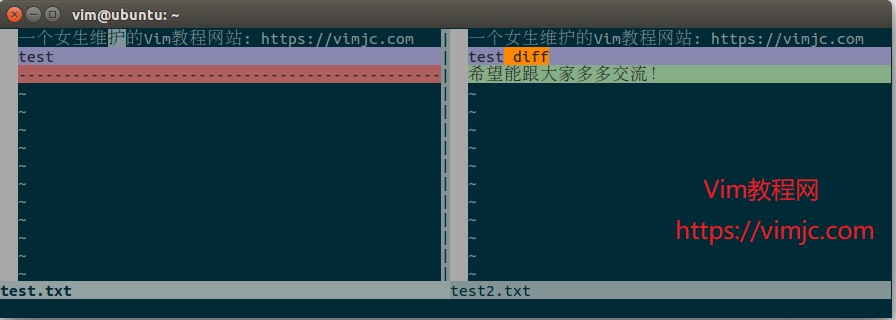 vim@ubuntu: ~
一个女生维护的Vim教程网站: https://vimjc.com
test
-----------------------------------------------
~
~
~
~
~
~
~
~
~
~
~
test.txt
一个女生维护的Vim教程网站: https://vimjc.com
test diff
希望能跟大家多多交流！
~
~
~
~
~
~
~
~
~
~
~
test2.txt
Vim教程网
https://vimjc.com